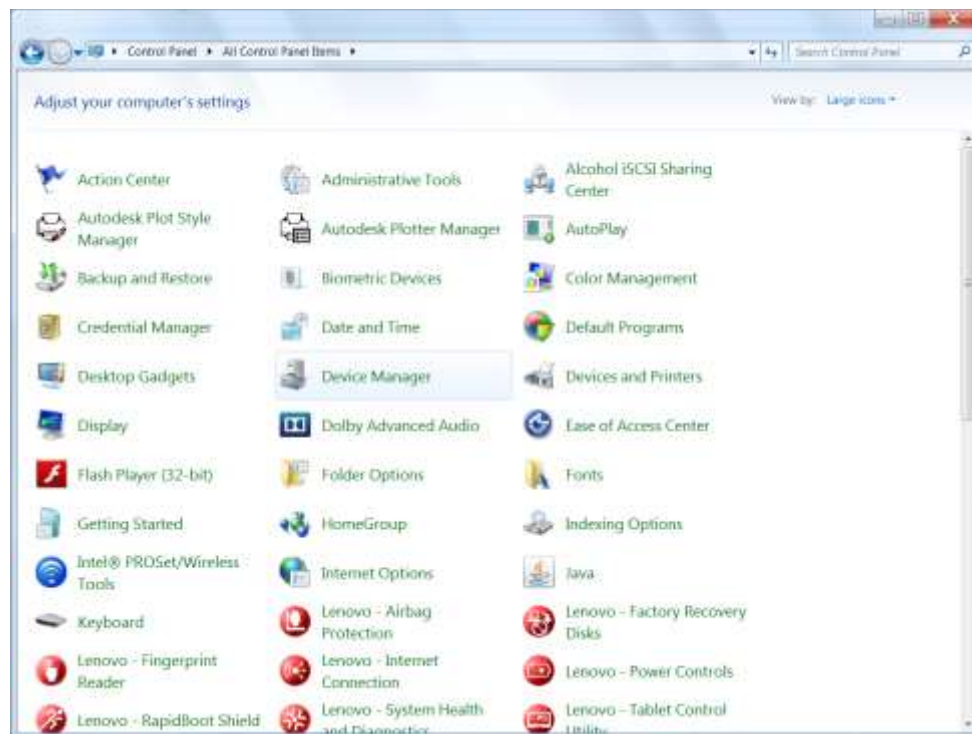 Control Panel All Control Panel Items
Search Control Panel
Adjust your computer's settings
View by: Large icons
Action Center
Administrative Tools
Alcohol iSCSI Sharing
Center
Autodesk Plot Style
Manager
Autodesk Plotter Manager
AutoPlay
Backup and Restore
Biometric Devices
Color Management
Credential Manager
Date and Time
Default Programs
Desktop Gadgets
Device Manager
Devices and Printers
Display
Dolby Advanced Audio
Ease of Access Center
Flash Player (32-bit)
Folder Options
Fonts
Getting Started
HomeGroup
Indexing Options
Intel® PROSet/Wireless
Tools
Internet Options
Java
Keyboard
Lenovo - Airbag
Protection
Lenovo - Factory Recovery
Disks
Lenovo - Fingerprint
Reader
Lenovo - Internet
Connection
Lenovo - Power Controls
Lenovo - RapidBoot Shield
Lenovo - System Health
and Diagnostics
Lenovo - Tablet Control
Utility